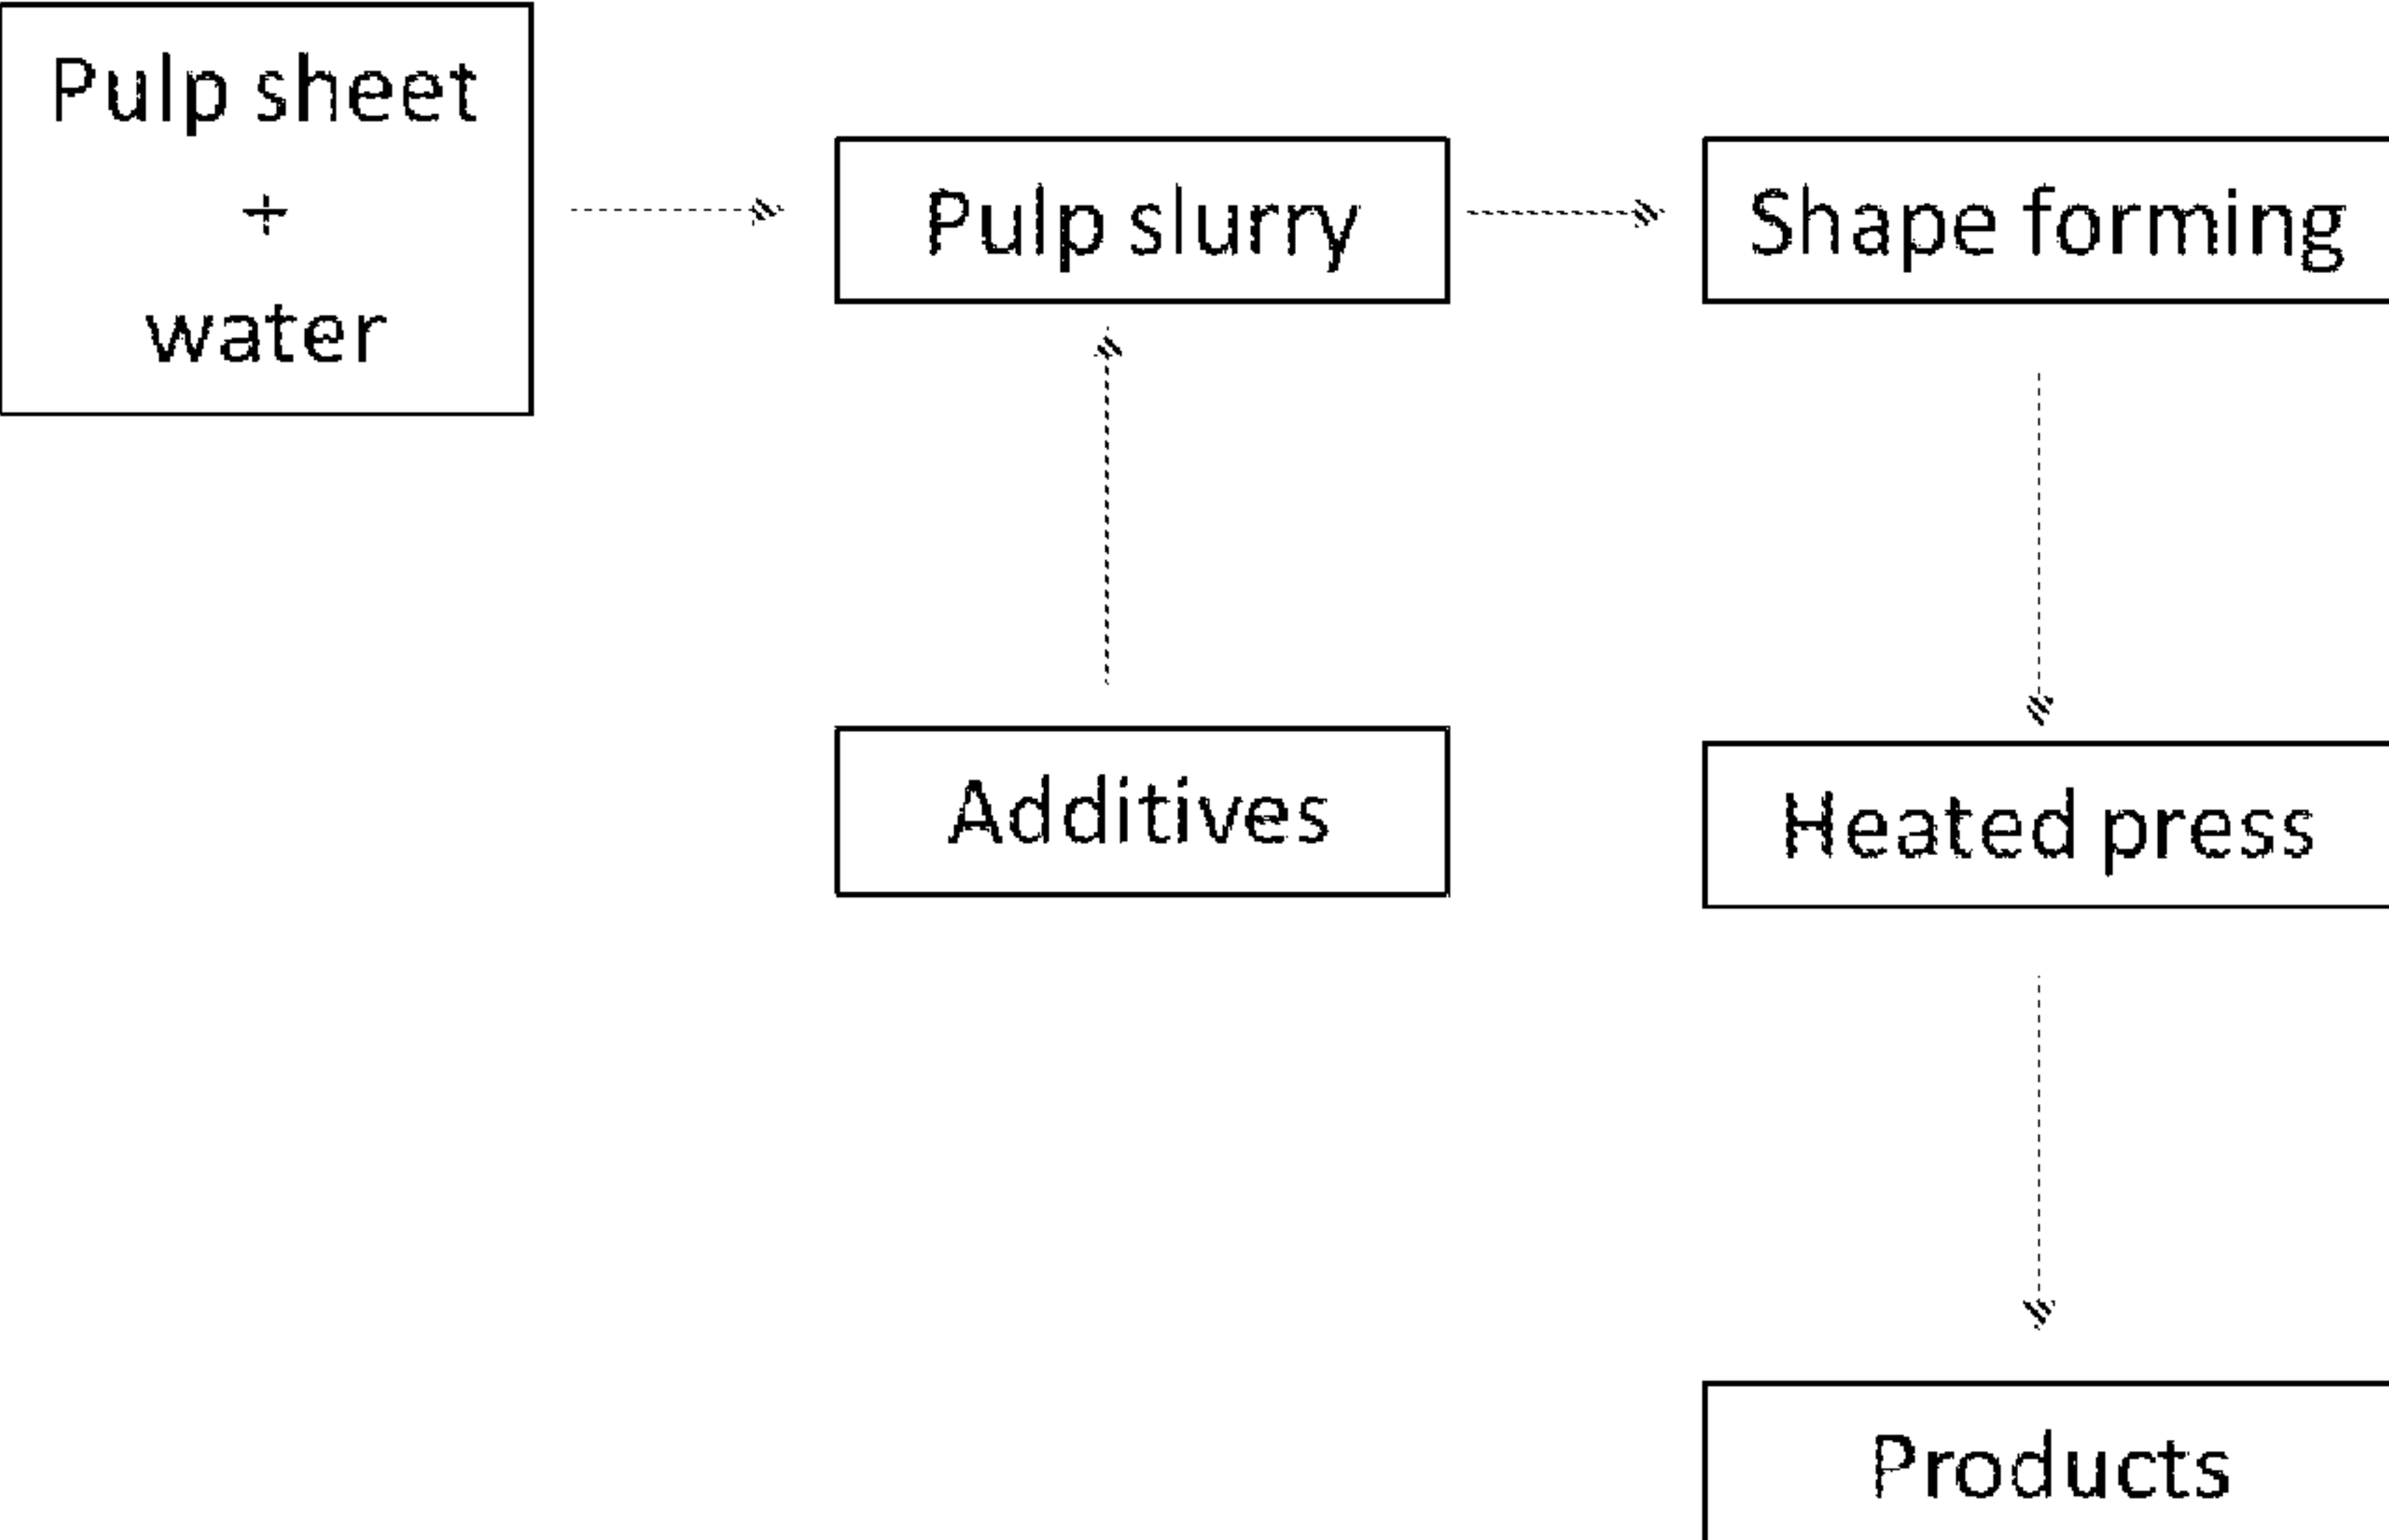 Pulp sheet
+
water
Pulp slurry
Shape forming
Additives
Heated press
Products